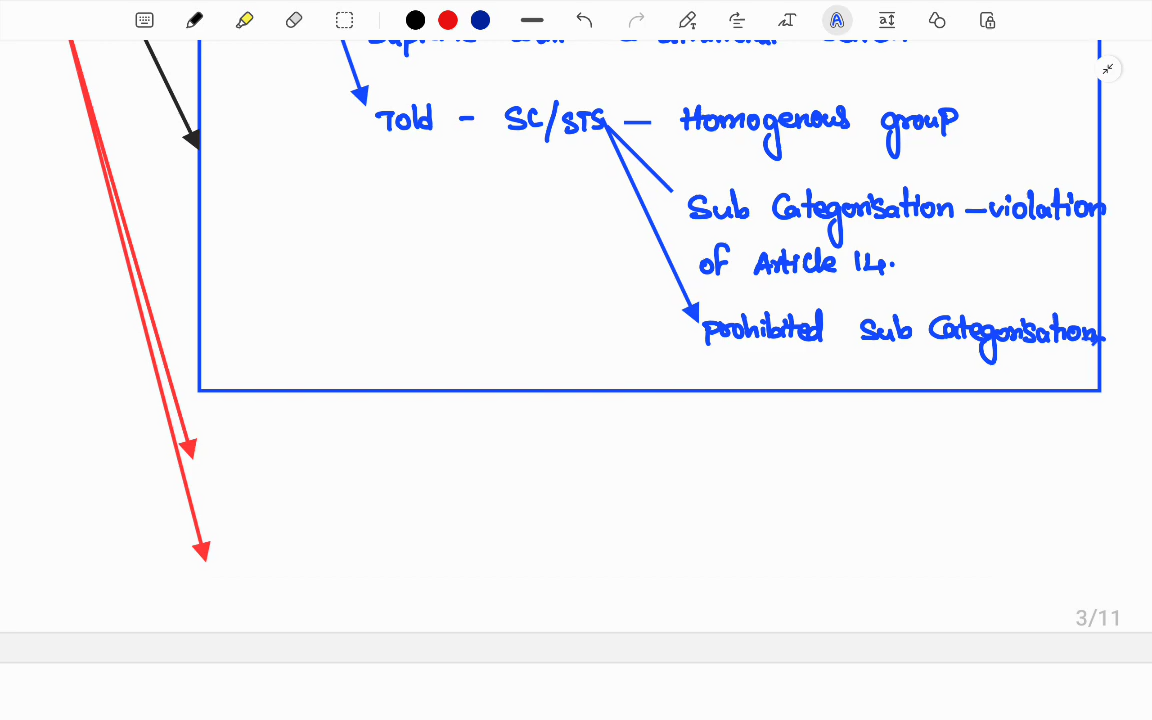 Told - SC/STs — Homogenous group
Sub Categorisation - violation
of Article 14.
Prohibited Sub Categorisation
3/11